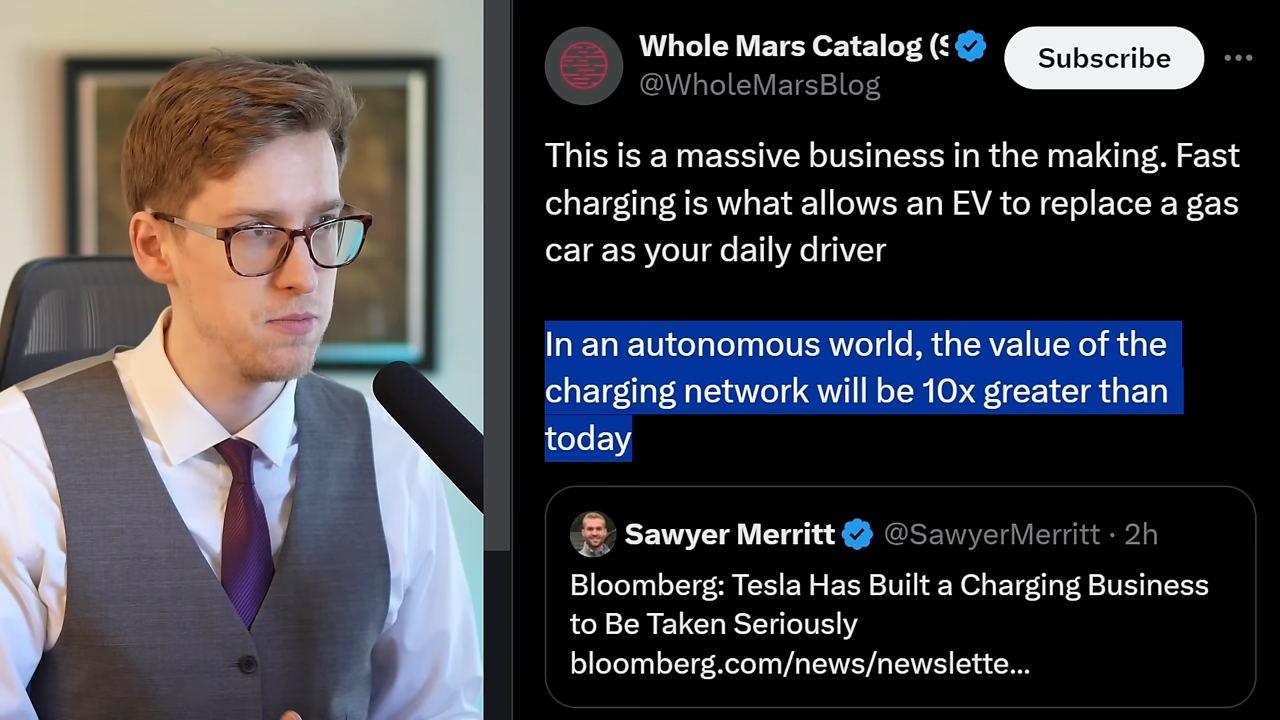 Whole Mars Catalog (S
Subscribe
@WholeMarsBlog
This is a massive business in the making. Fast
charging is what allows an EV to replace a gas
car as your daily driver
In an autonomous world, the value of the
charging network will be 10x greater than
today
Sawyer Merritt @SawyerMerritt · 2h
Bloomberg: Tesla Has Built a Charging Business
to Be Taken Seriously
bloomberg.com/news/newslette...